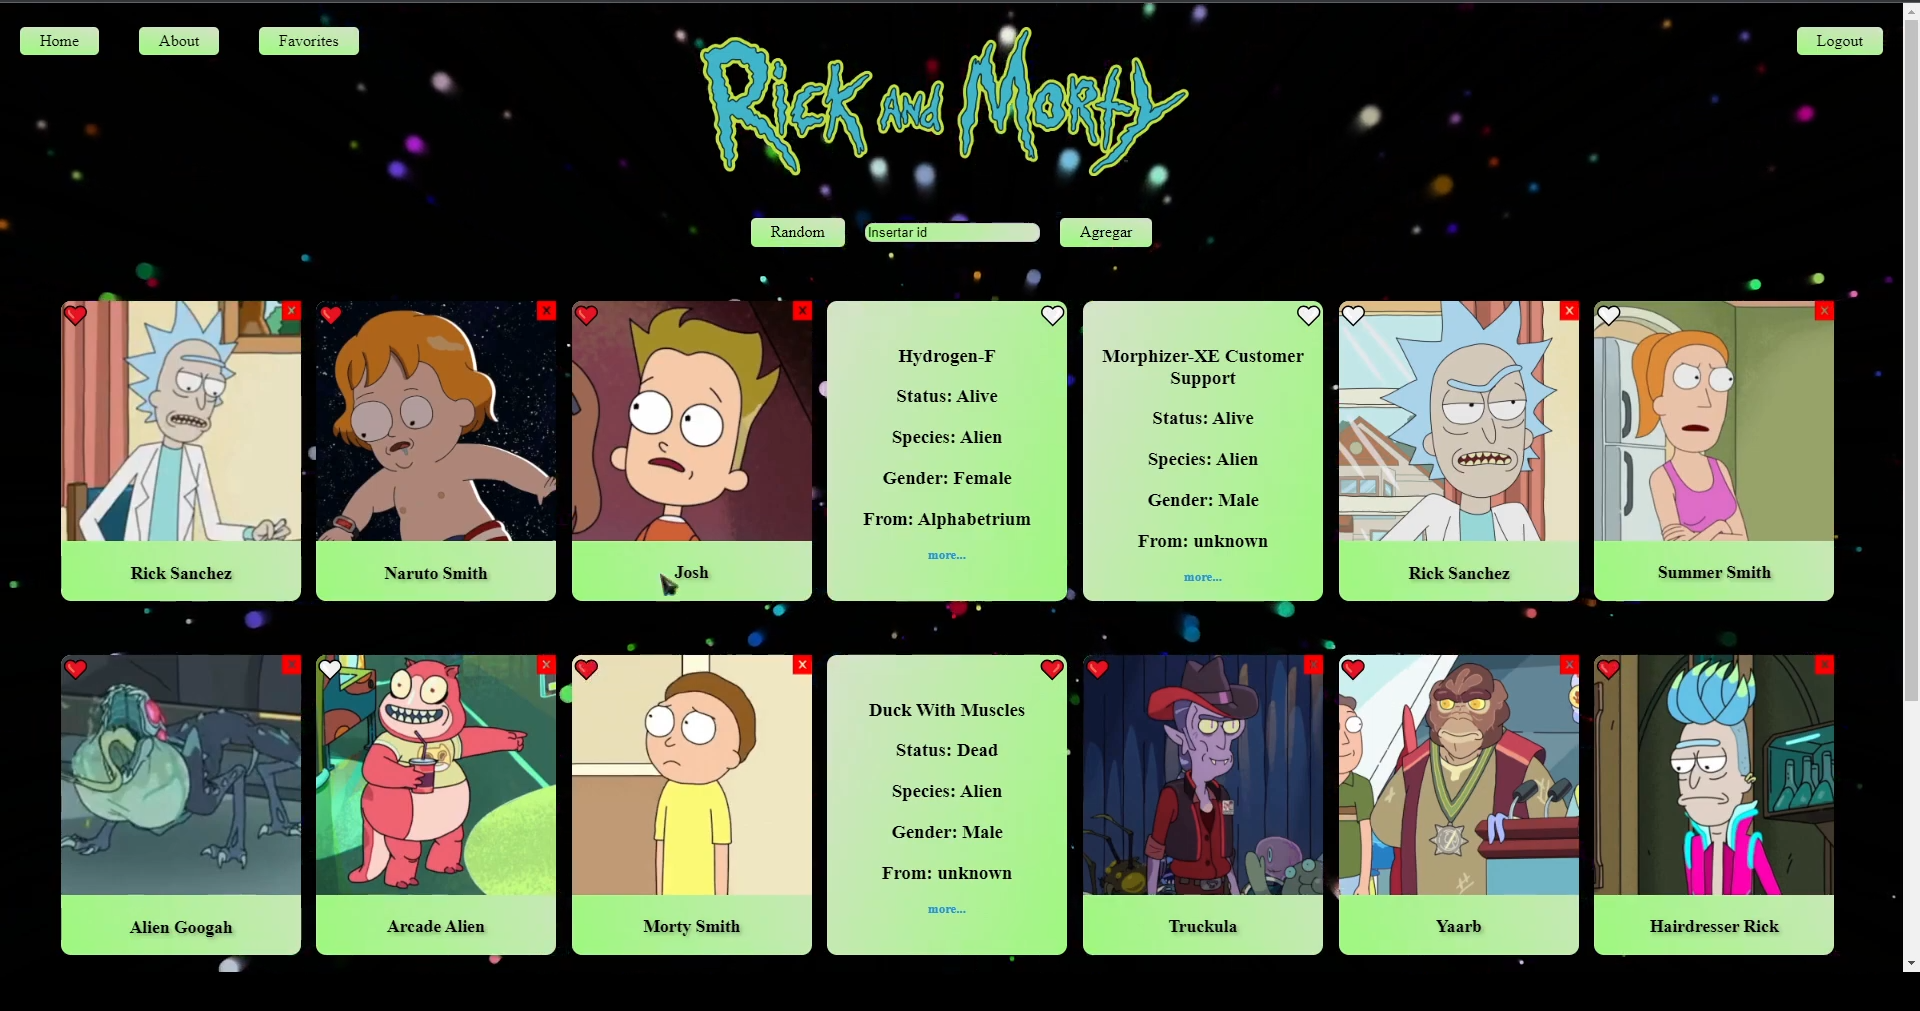 Home
About
Favorites
Logout
Rick and Morty
Random
Insertar id
Agregar
x
x
x
x
x
Hydrogen-F
Status: Alive
Species: Alien
Gender: Female
From: Alphabetrium
more...
Morphizer-XE Customer
Support
Status: Alive
Species: Alien
Gender: Male
From: unknown
more...
Rick Sanchez
Naruto Smith
Josh
Rick Sanchez
Summer Smith
x
x
x
x
x
x
Duck With Muscles
Status: Dead
Species: Alien
Gender: Male
From: unknown
more...
Alien Googah
Arcade Alien
Morty Smith
Truckula
Yaarb
Hairdresser Rick